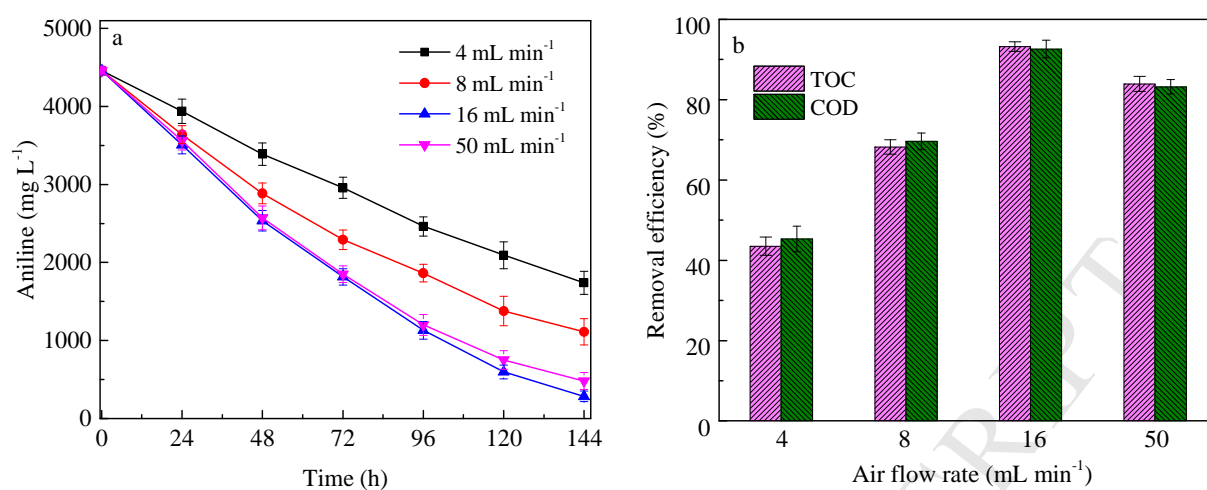 a
5000
4000
3000
2000
1000
0
Aniline (mg L⁻¹)
4 mL min⁻¹
8 mL min⁻¹
16 mL min⁻¹
50 mL min⁻¹
0 24 48 72 96 120 144
Time (h)
b
100
80
60
40
20
0
Removal efficiency (%)
TOC
COD
4 8 16 50
Air flow rate (mL min⁻¹)